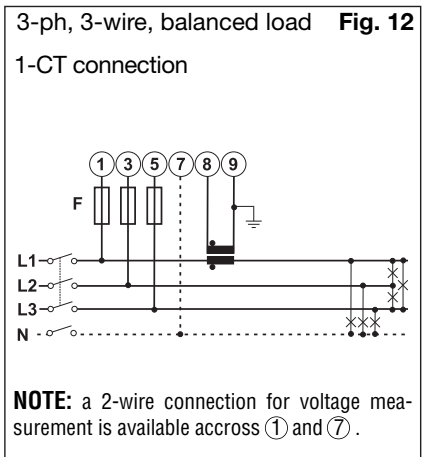 3-ph, 3-wire, balanced load Fig. 12
1-CT connection
1 3 5 7 8 9
F
L1
L2
L3
N
NOTE: a 2-wire connection for voltage mea-
surement is available accross 1 and 7 .